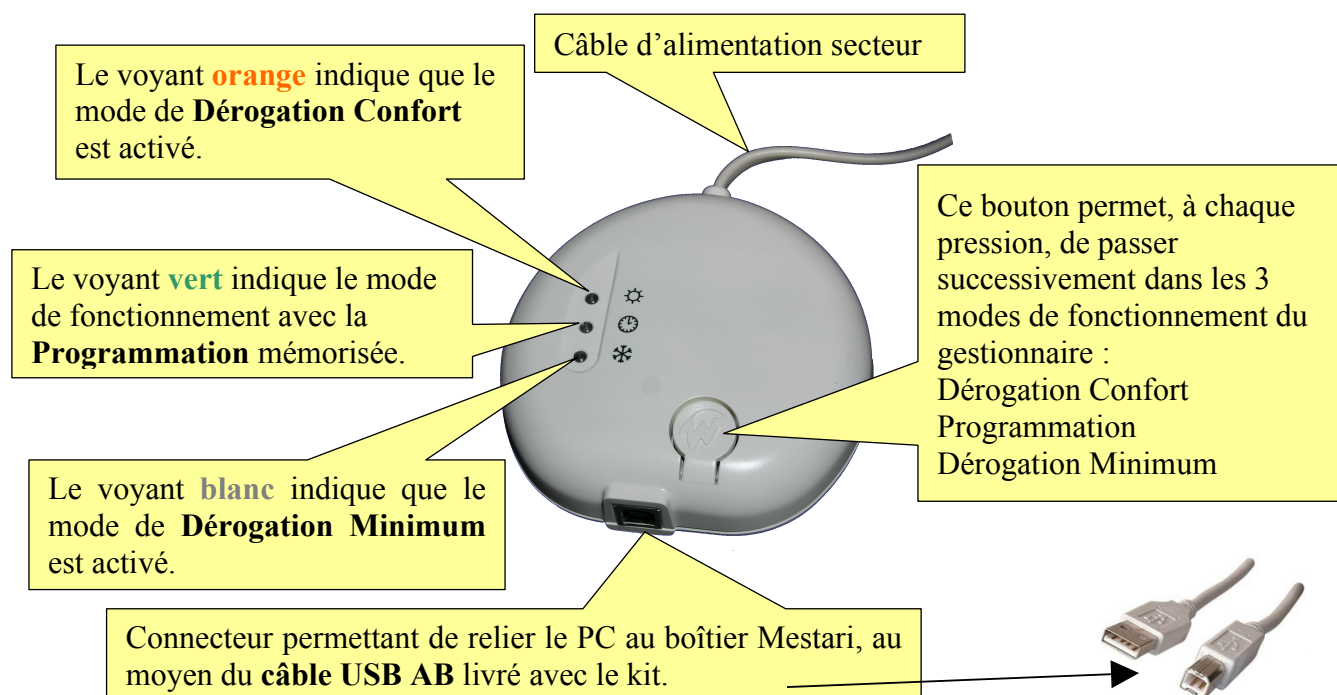 Câble d’alimentation secteur
Le voyant orange indique que le
mode de Dérogation Confort
est activé.
Ce bouton permet, à chaque
pression, de passer
successivement dans les 3
modes de fonctionnement du
gestionnaire :
Dérogation Confort
Programmation
Dérogation Minimum
Le voyant vert indique le mode
de fonctionnement avec la
Programmation mémorisée.
Le voyant blanc indique que le
mode de Dérogation Minimum
est activé.
Connecteur permettant de relier le PC au boîtier Mestari, au
moyen du câble USB AB livré avec le kit.